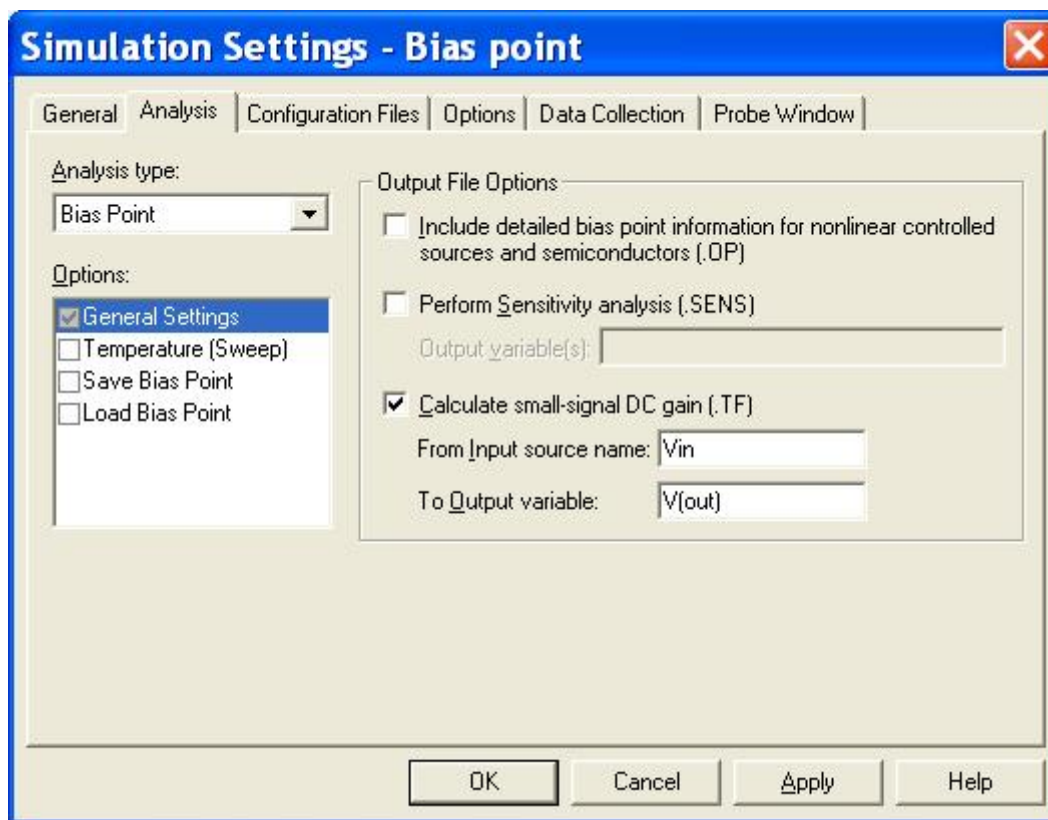 Simulation Settings - Bias point
General Analysis Configuration Files Options Data Collection Probe Window
Analysis type:
Bias Point
Options:
General Settings
Temperature (Sweep)
Save Bias Point
Load Bias Point
Output File Options
Include detailed bias point information for nonlinear controlled
sources and semiconductors (.OP)
Perform Sensitivity analysis (.SENS)
Output variable(s):
Calculate small-signal DC gain (.TF)
From Input source name: Vin
To Output variable: V(out)
OK Cancel Apply Help